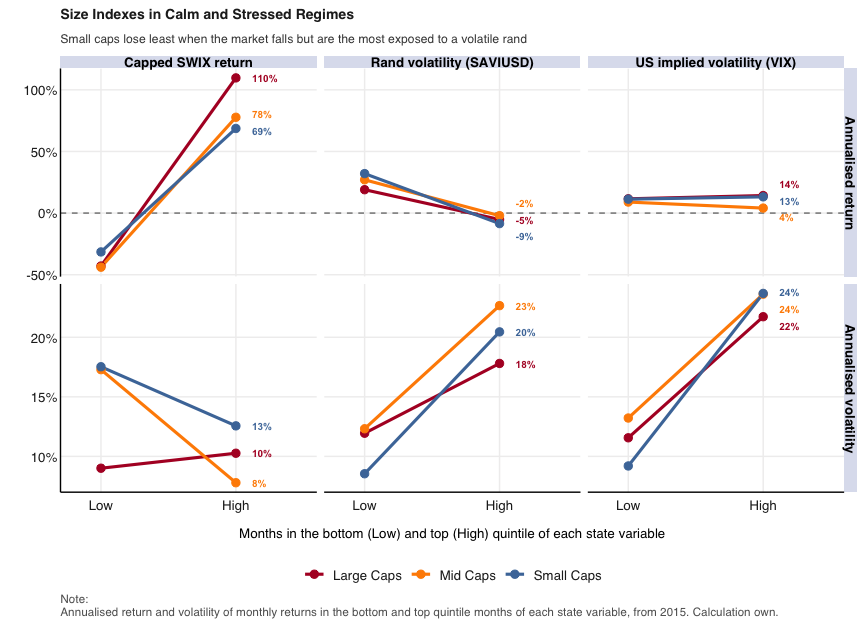 Size Indexes in Calm and Stressed Regimes
Small caps lose least when the market falls but are the most exposed to a volatile rand
Capped SWIX return
Rand volatility (SAVIUSD)
US implied volatility (VIX)
100%
50%
0%
-50%
110%
78%
69%
-2%
-5%
-9%
14%
13%
4%
Annualised return
20%
15%
10%
13%
10%
8%
23%
20%
18%
24%
24%
22%
Annualised volatility
Low
High
Low
High
Low
High
Months in the bottom (Low) and top (High) quintile of each state variable
Large Caps
Mid Caps
Small Caps
Note:
Annualised return and volatility of monthly returns in the bottom and top quintile months of each state variable, from 2015. Calculation own.